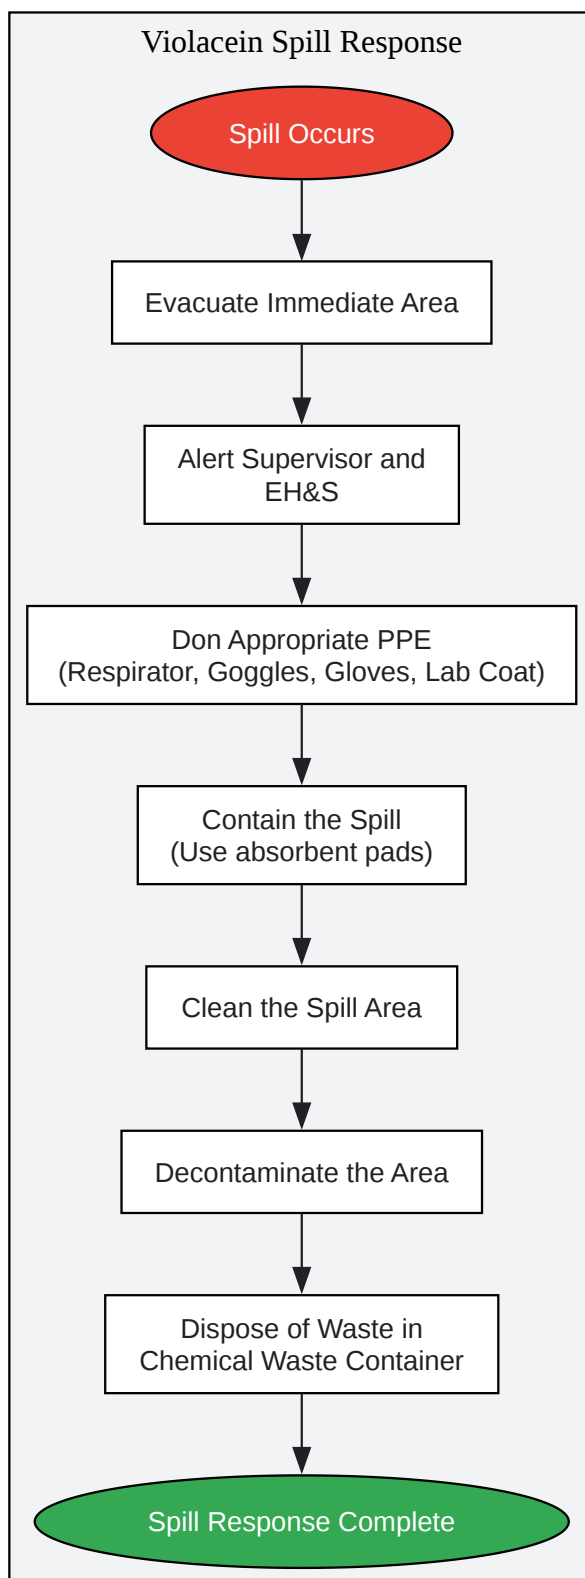 Violacein Spill Response
Spill Occurs
Evacuate Immediate Area
Alert Supervisor and
EH&S
Don Appropriate PPE
(Respirator, Goggles, Gloves, Lab Coat)
Contain the Spill
(Use absorbent pads)
Clean the Spill Area
Decontaminate the Area
Dispose of Waste in
Chemical Waste Container
Spill Response Complete